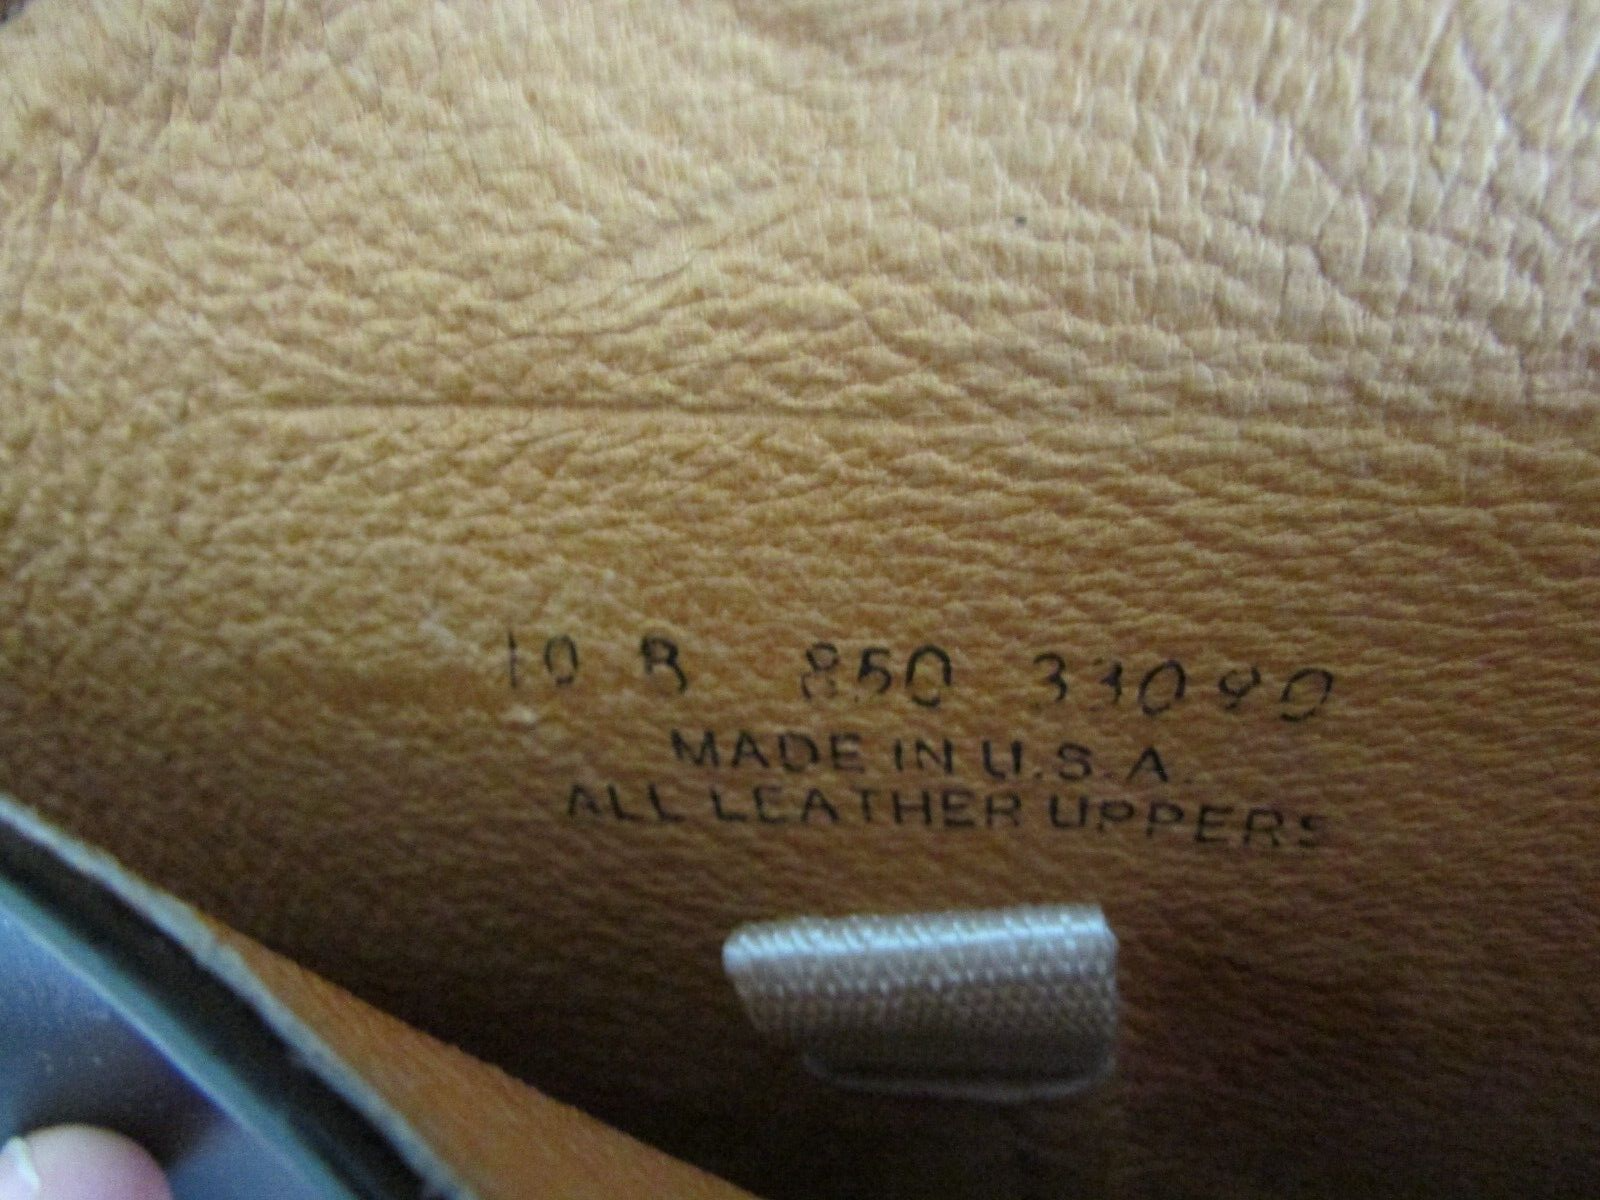 10 B 850 33090
MADE IN U.S.A.
ALL LEATHER UPPERS